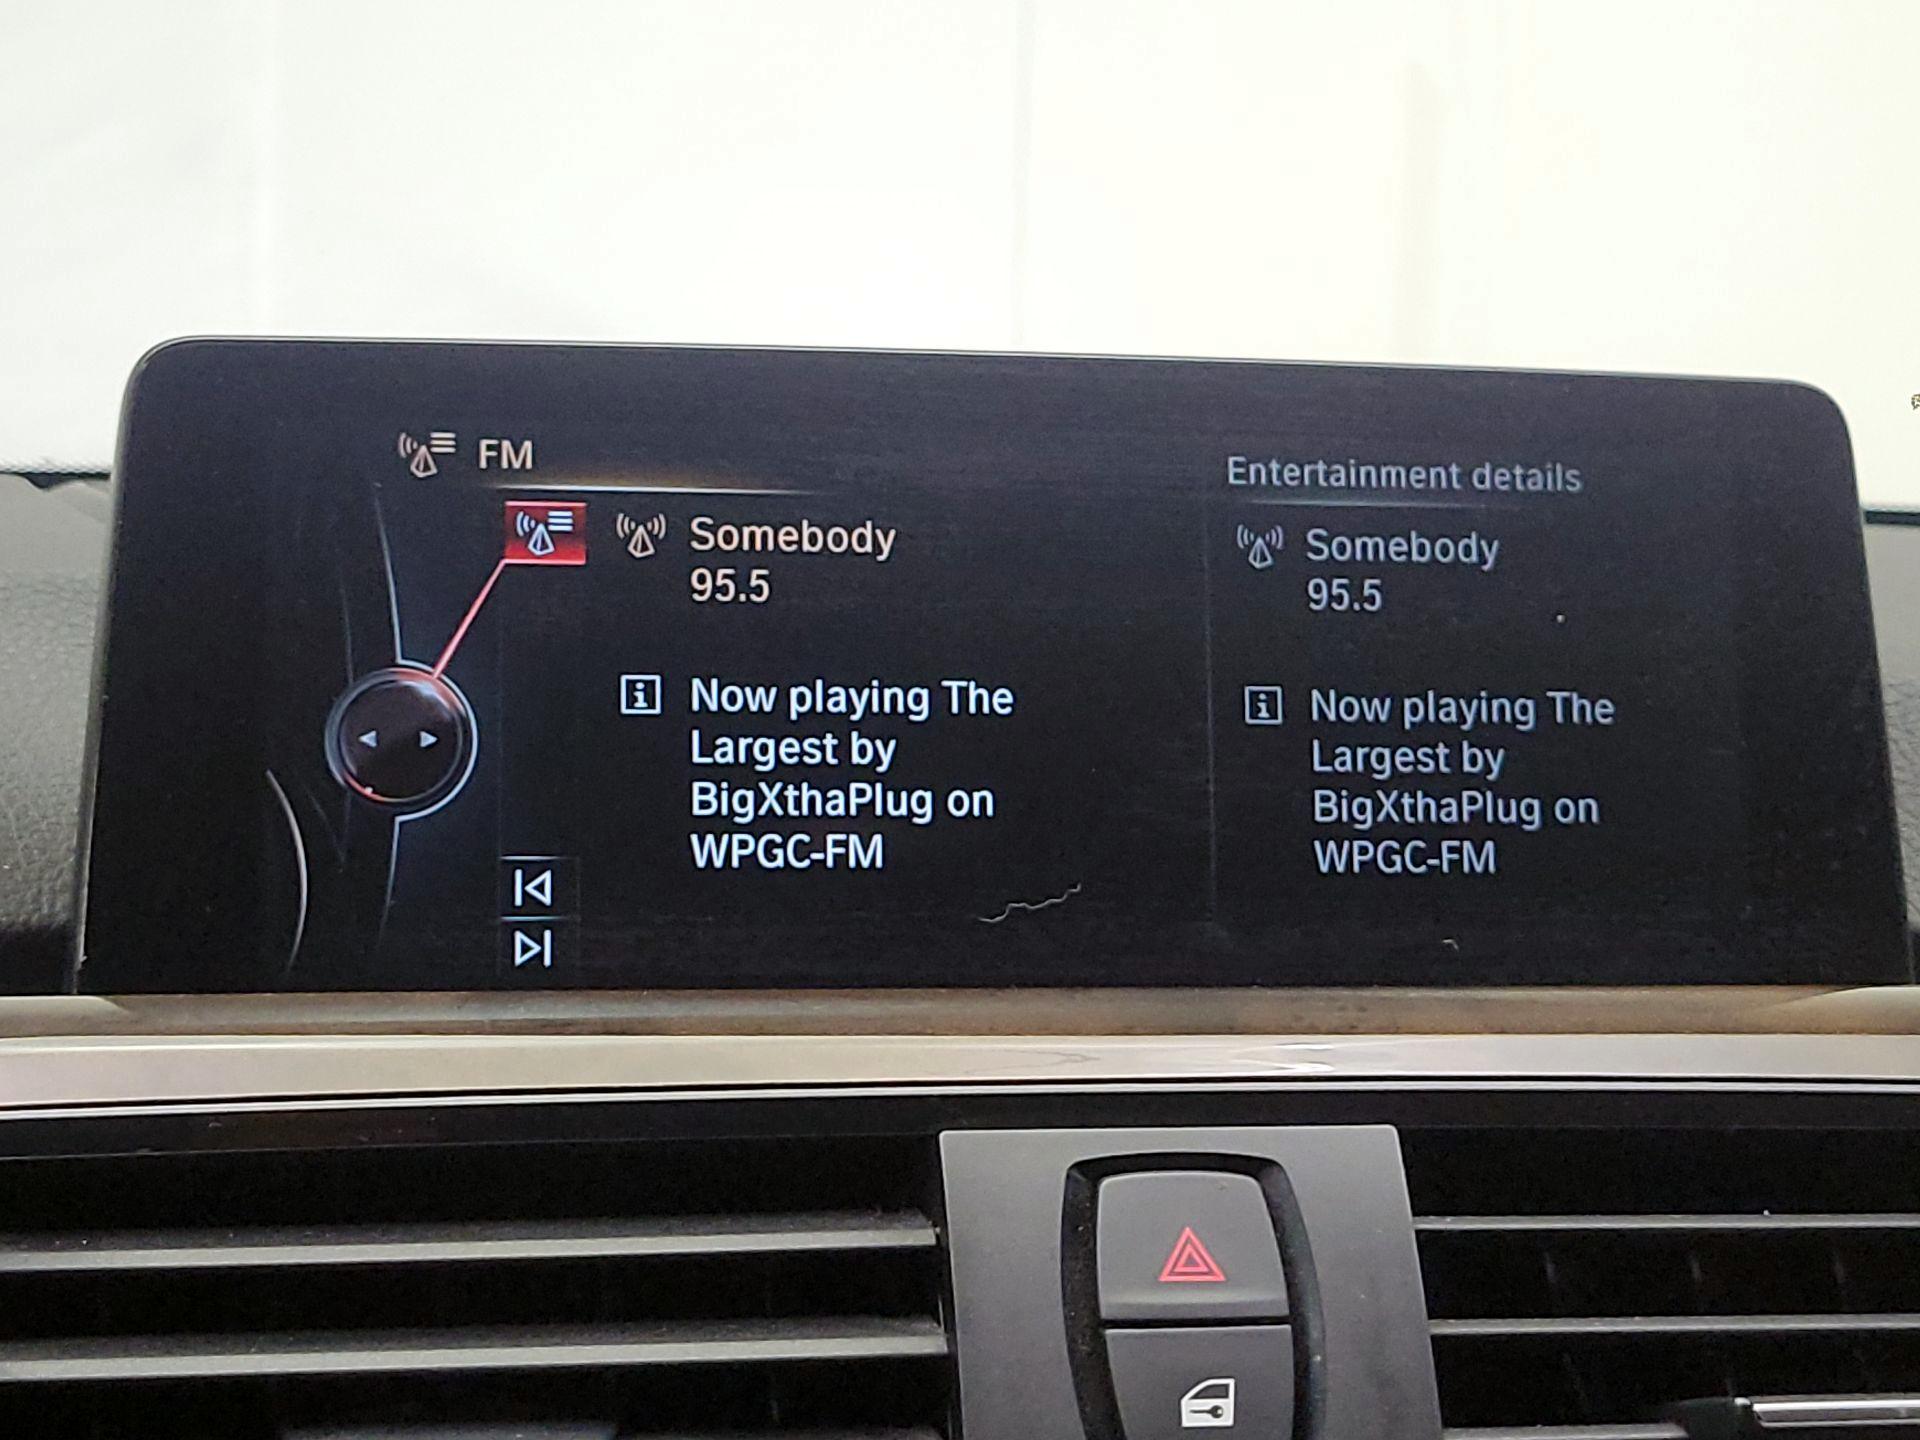 FM
Somebody
95.5
Now playing The
Largest by
BigXthaPlug on
WPGC-FM
Entertainment details
Somebody
95.5
Now playing The
Largest by
BigXthaPlug on
WPGC-FM